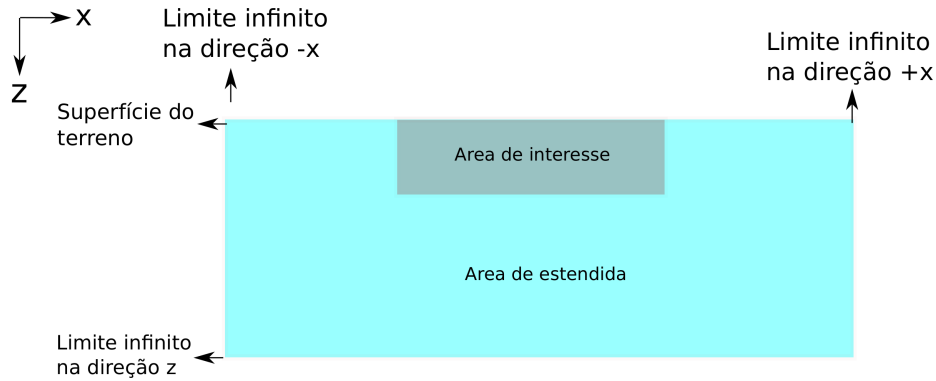 x
z
Limite infinito
na direção -x
Limite infinito
na direção +x
Superfície do
terreno
Area de interesse
Area de estendida
Limite infinito
na direção z